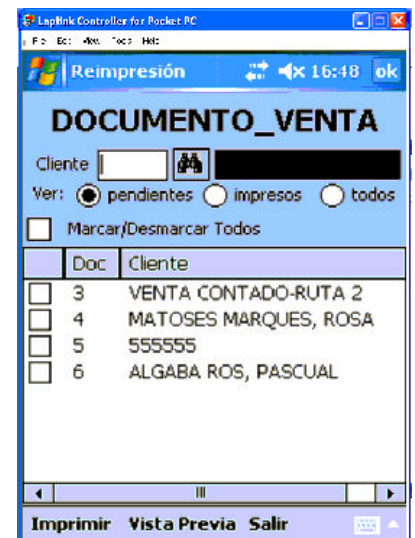 LapLink Controller for Pocket PC
Reimpresión 16:48 ok
DOCUMENTO_VENTA
Cliente
Ver: pendientes impresos todos
Marcar/Desmarcar Todos
Doc Cliente
3 VENTA CONTADO-RUTA 2
4 MATOSES MARQUES, ROSA
5 555555
6 ALGABA ROS, PASCUAL
Imprimir Vista Previa Salir